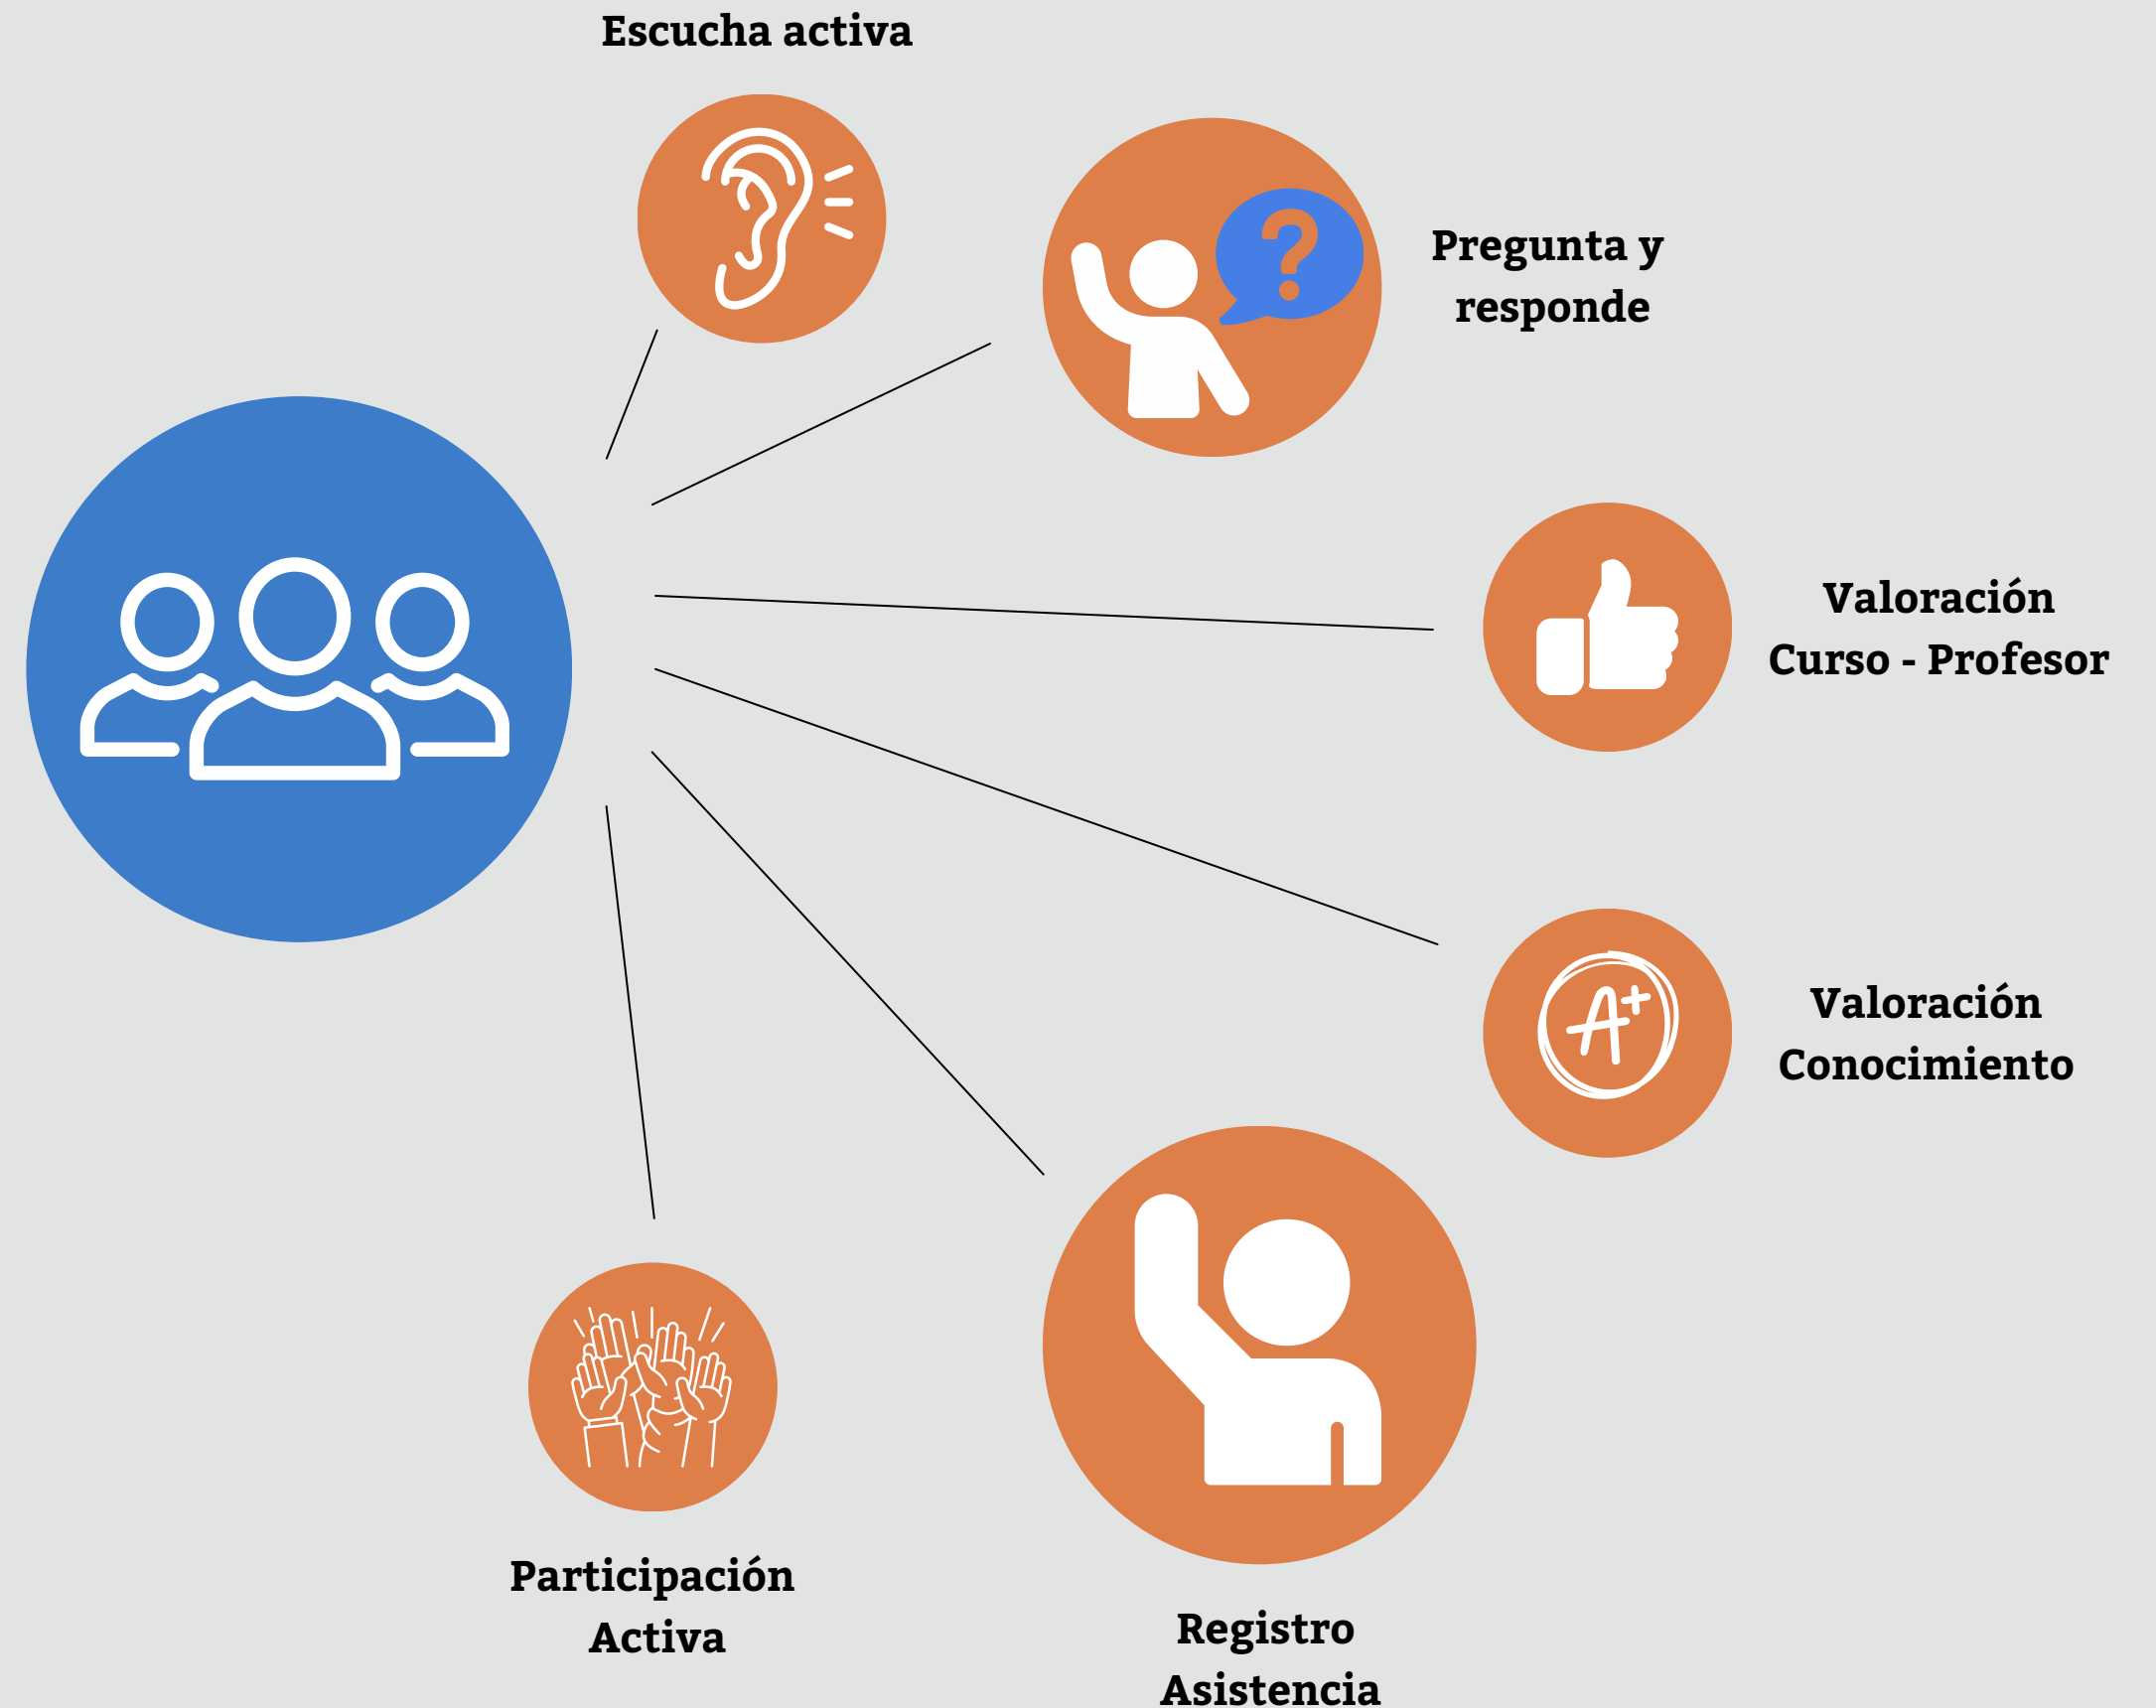 Escucha activa
Pregunta y
responde
Valoración
Curso - Profesor
Valoración
Conocimiento
Registro
Asistencia
Participación
Activa
?
A+